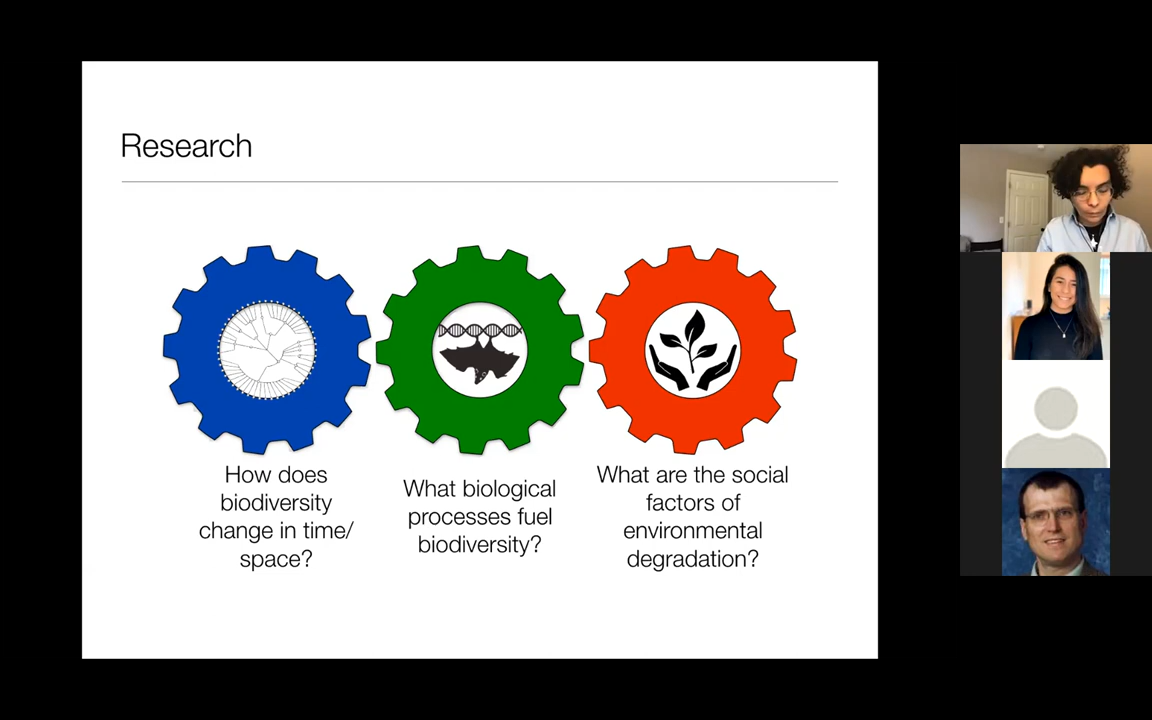 Research
How does
biodiversity
change in time/
space?
What biological
processes fuel
biodiversity?
What are the social
factors of
environmental
degradation?